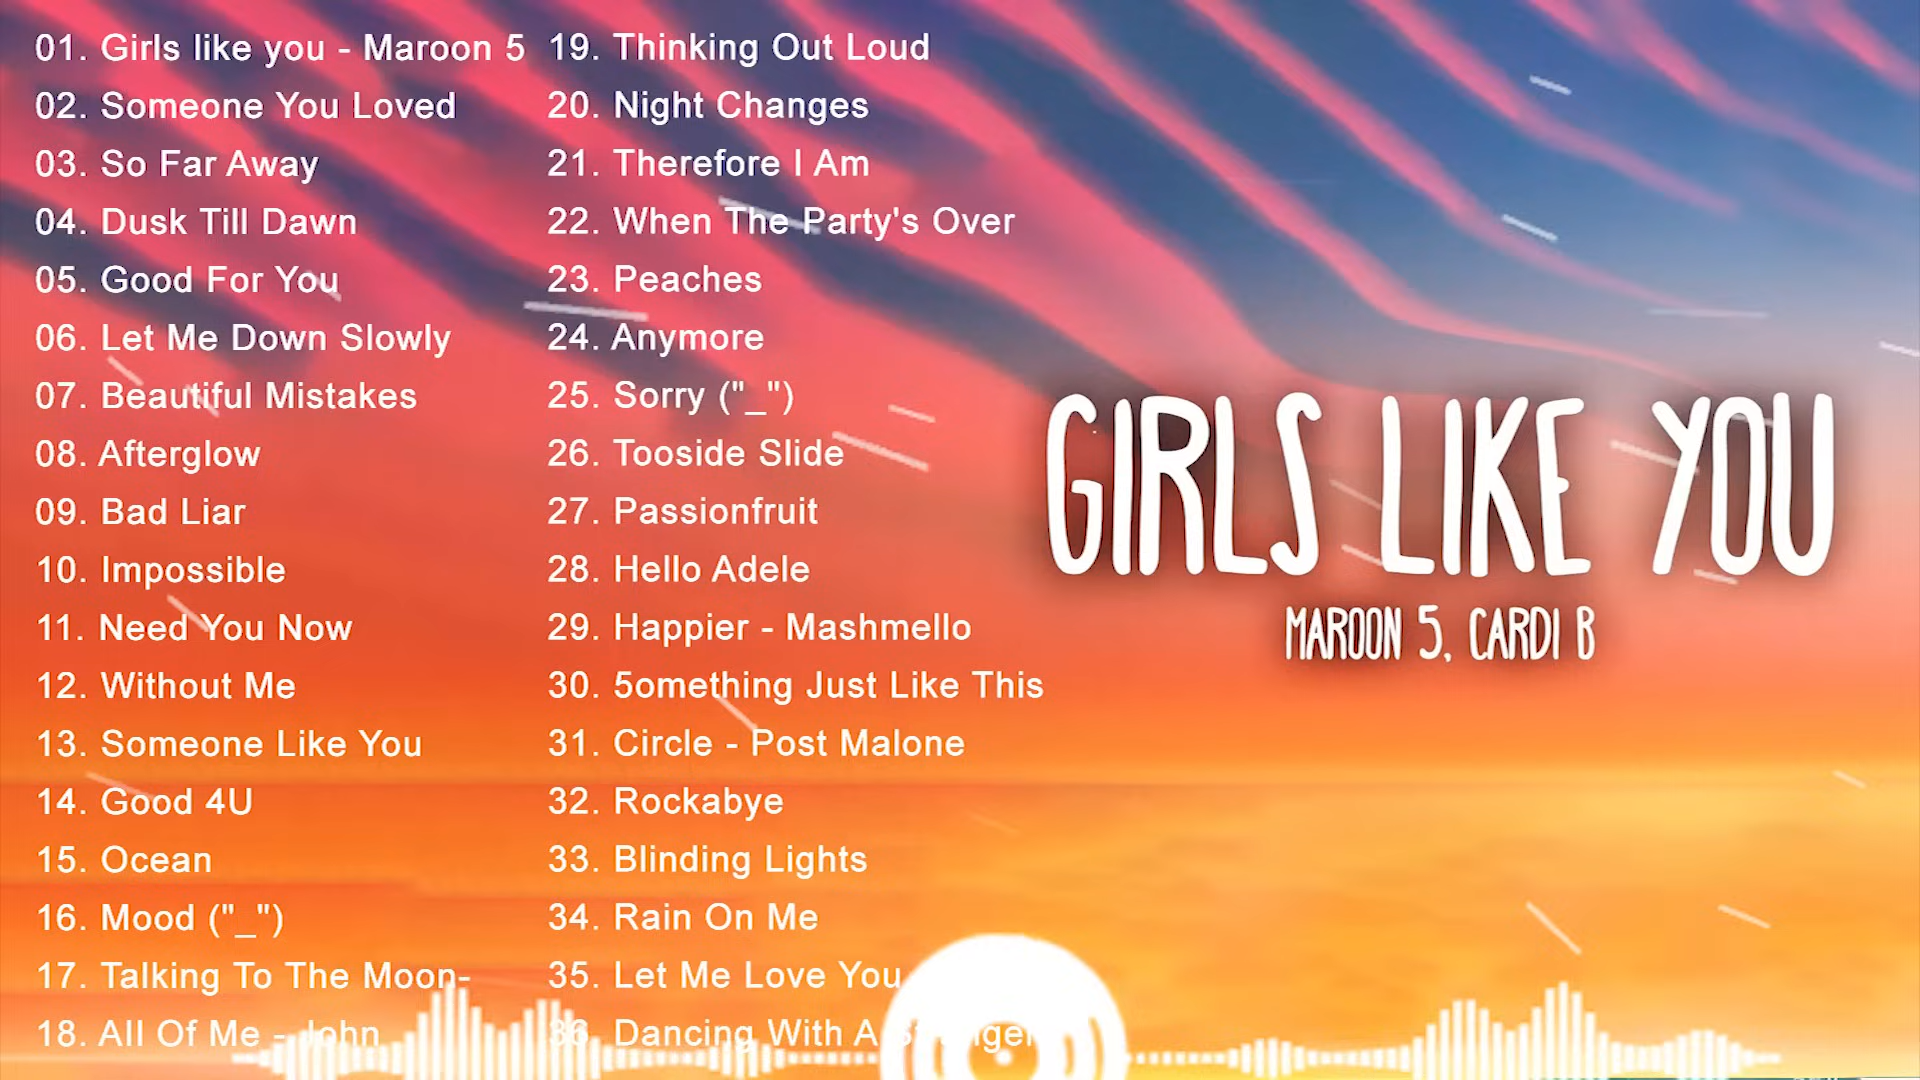 01. Girls like you - Maroon 5
02. Someone You Loved
03. So Far Away
04. Dusk Till Dawn
05. Good For You
06. Let Me Down Slowly
07. Beautiful Mistakes
08. Afterglow
09. Bad Liar
10. Impossible
11. Need You Now
12. Without Me
13. Someone Like You
14. Good 4U
15. Ocean
16. Mood ("_")
17. Talking To The Moon-
18. All Of Me - John
19. Thinking Out Loud
20. Night Changes
21. Therefore I Am
22. When The Party's Over
23. Peaches
24. Anymore
25. Sorry ("_")
26. Tooside Slide
27. Passionfruit
28. Hello Adele
29. Happier - Mashmello
30. 5omething Just Like This
31. Circle - Post Malone
32. Rockabye
33. Blinding Lights
34. Rain On Me
35. Let Me Love You
36. Dancing With A Stranger
GIRLS LIKE YOU
MAROON 5, CARDI B